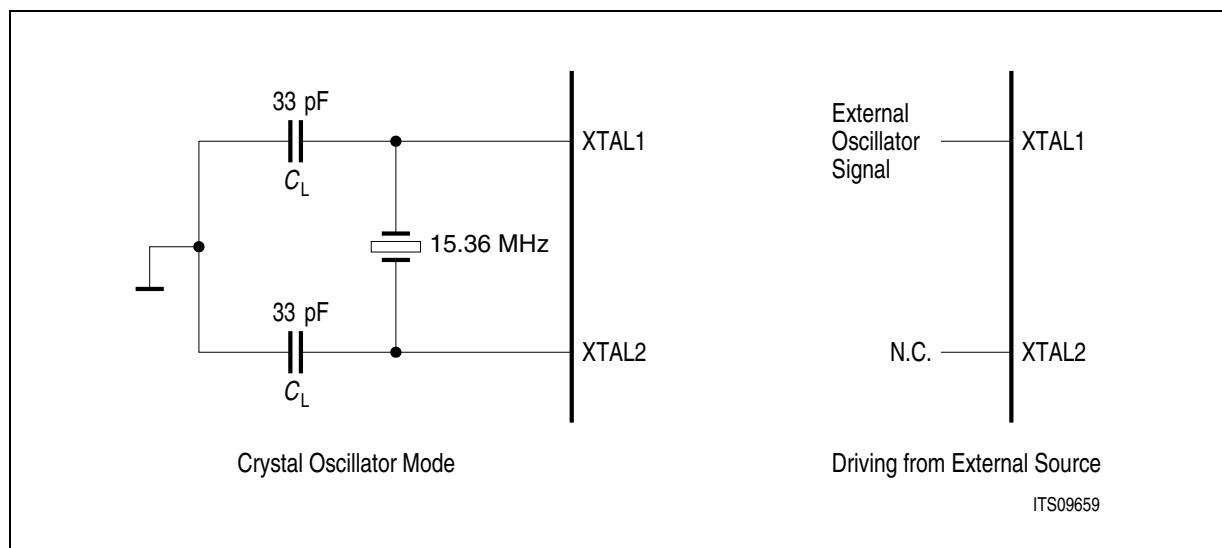 33 pF
C_L
XTAL1
15.36 MHz
33 pF
C_L
XTAL2
Crystal Oscillator Mode
External
Oscillator
Signal
XTAL1
N.C.
XTAL2
Driving from External Source
ITS09659